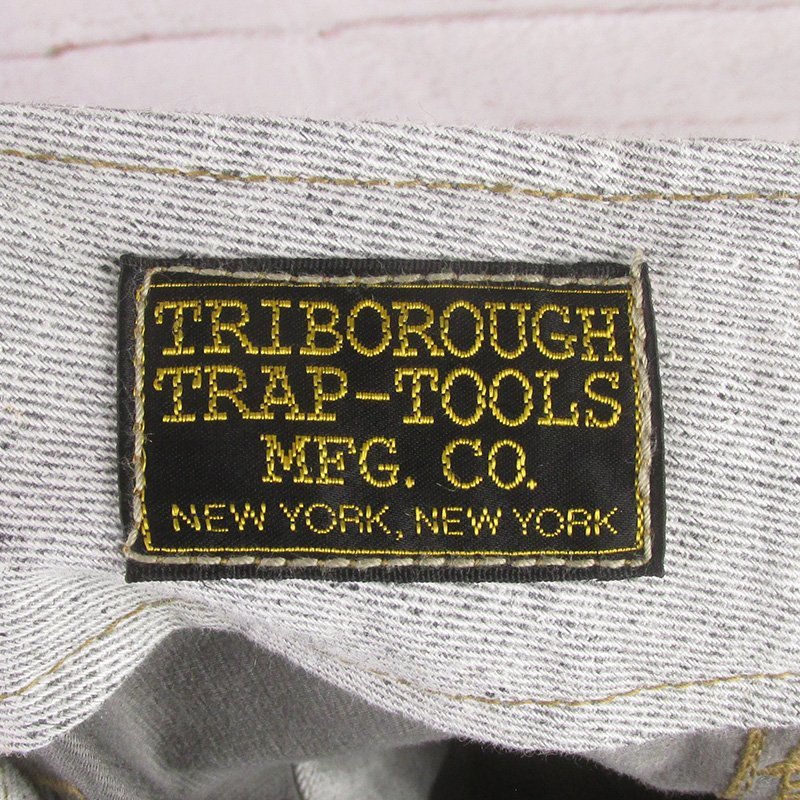 TRIBOROUGH
TRAP-TOOLS
MFG. CO.
NEW YORK, NEW YORK